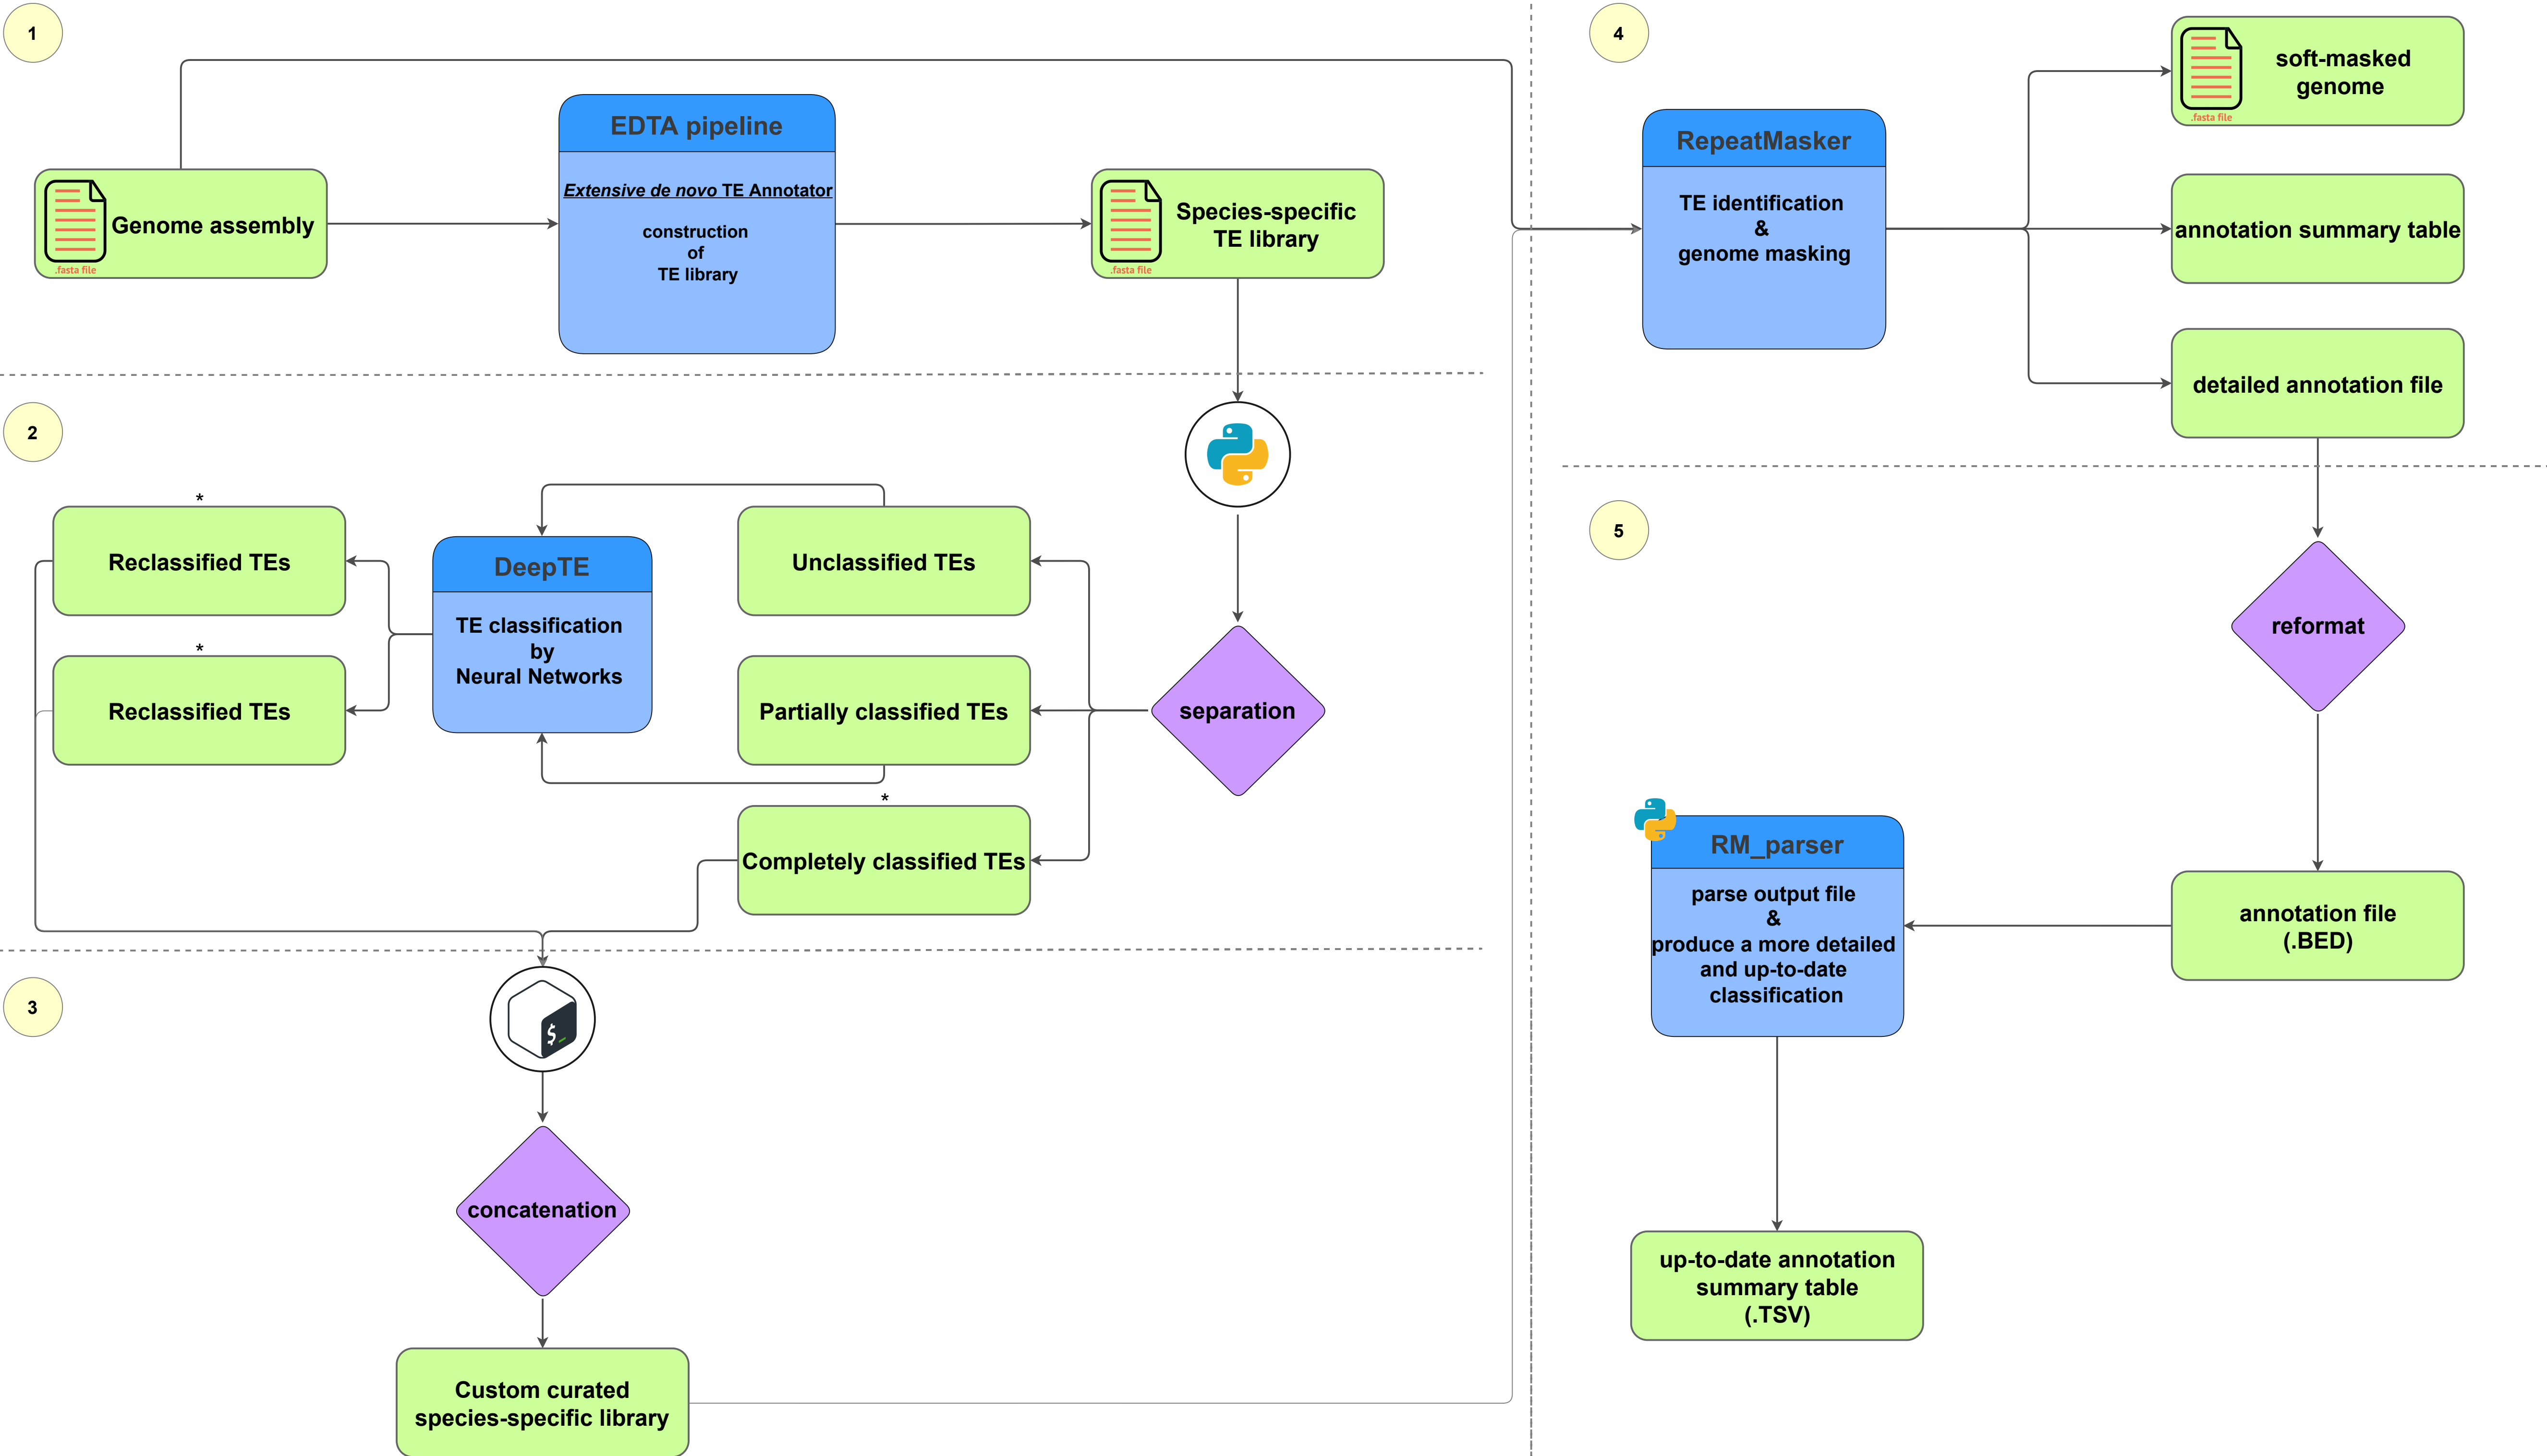 1
EDTA pipeline
Extensive de novo TE Annotator
construction
of
TE library
Genome assembly
.fasta file
Species-specific
TE library
.fasta file
2
*
Reclassified TEs
*
Reclassified TEs
DeepTE
TE classification
by
Neural Networks
Unclassified TEs
Partially classified TEs
*
Completely classified TEs
separation
3
$_
concatenation
Custom curated
species-specific library
4
RepeatMasker
TE identification
&
genome masking
soft-masked
genome
.fasta file
annotation summary table
detailed annotation file
5
reformat
annotation file
(.BED)
RM_parser
parse output file
&
produce a more detailed
and up-to-date
classification
up-to-date annotation
summary table
(.TSV)